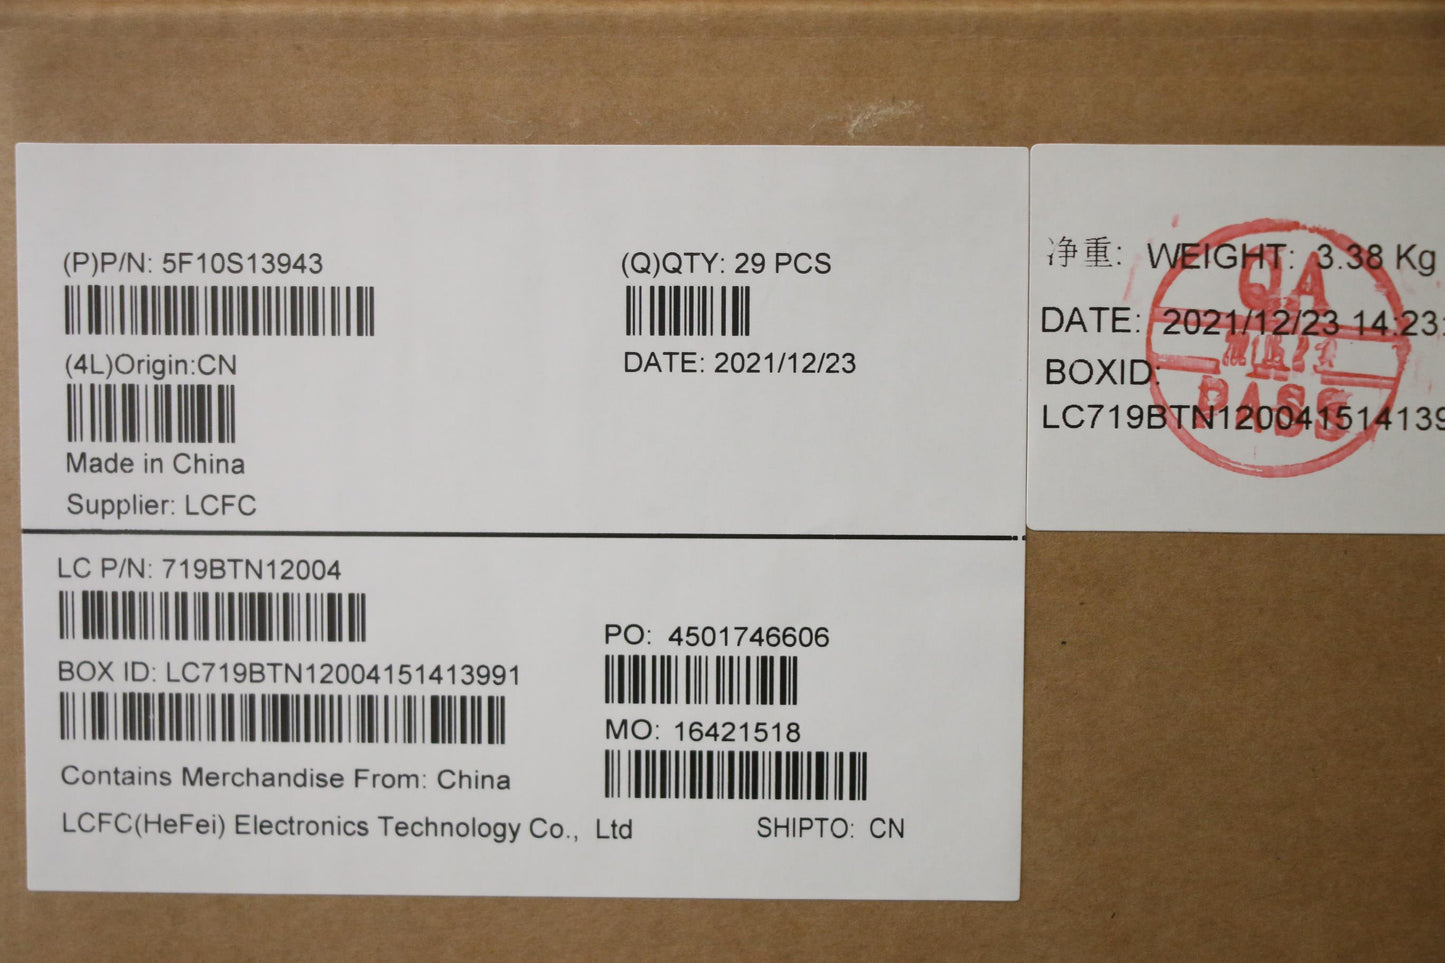 (P)P/N: 5F10S13943
(Q)QTY: 29 PCS
(4L)Origin:CN
DATE: 2021/12/23
Made in China
Supplier: LCFC
LC P/N: 719BTN12004
BOX ID: LC719BTN12004151413991
PO: 4501746606
MO: 16421518
Contains Merchandise From: China
LCFC(HeFei) Electronics Technology Co., Ltd
SHIPTO: CN
净重: WEIGHT: 3.38 Kg
DATE: 2021/12/23 14:23:
BOXID:
LC719BTN120041514139
QA
PASS